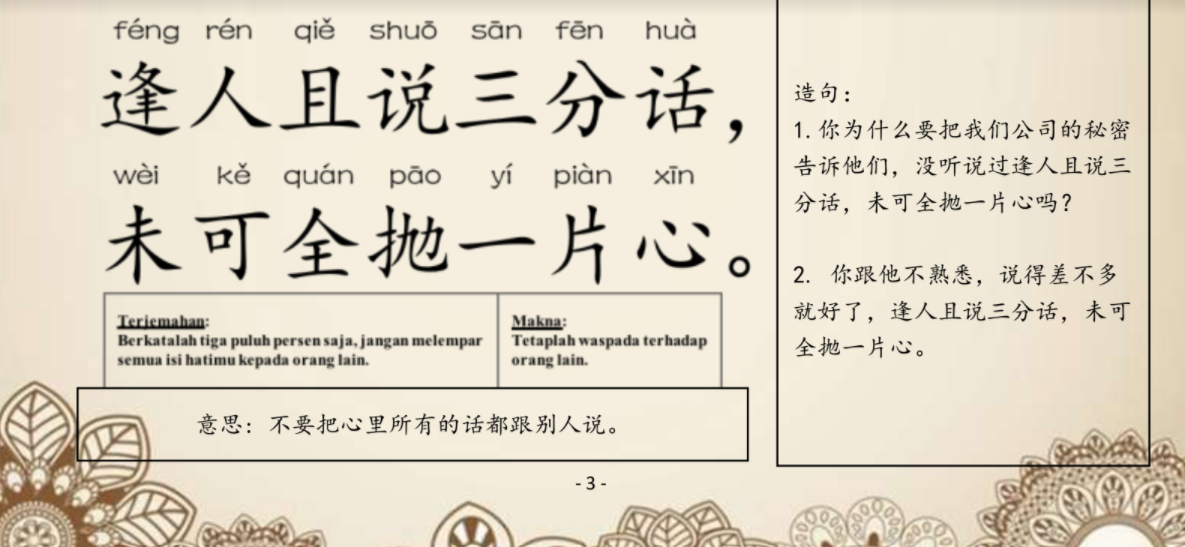 féng rén qiě shuō sān fēn huà
逢人且说三分话，
wèi kě quán pāo yí piàn xīn
未可全抛一片心。
Terjemahan:
Berkatalah tiga puluh persen saja, jangan melempar
semua isi hatimu kepada orang lain.
Makna:
Tetaplah waspada terhadap
orang lain.
意思：不要把心里所有的话都跟别人说。
造句：
1.你为什么要把我们公司的秘密
告诉他们，没听说过逢人且说三
分话，未可全抛一片心吗？
2. 你跟他不熟悉，说得差不多
就好了，逢人且说三分话，未可
全抛一片心。
- 3 -